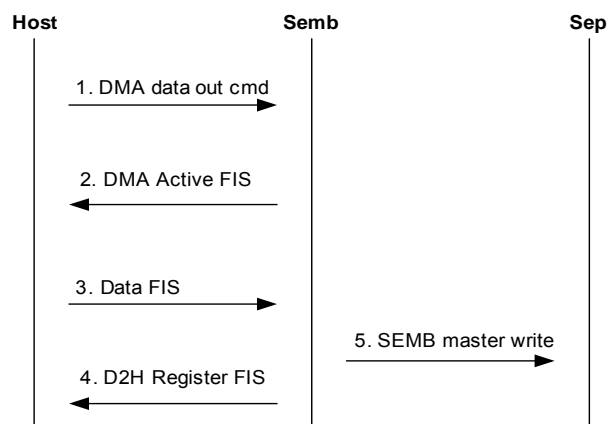 Host
Semb
Sep
1. DMA data out cmd
2. DMA Active FIS
3. Data FIS
5. SEMB master write
4. D2H Register FIS